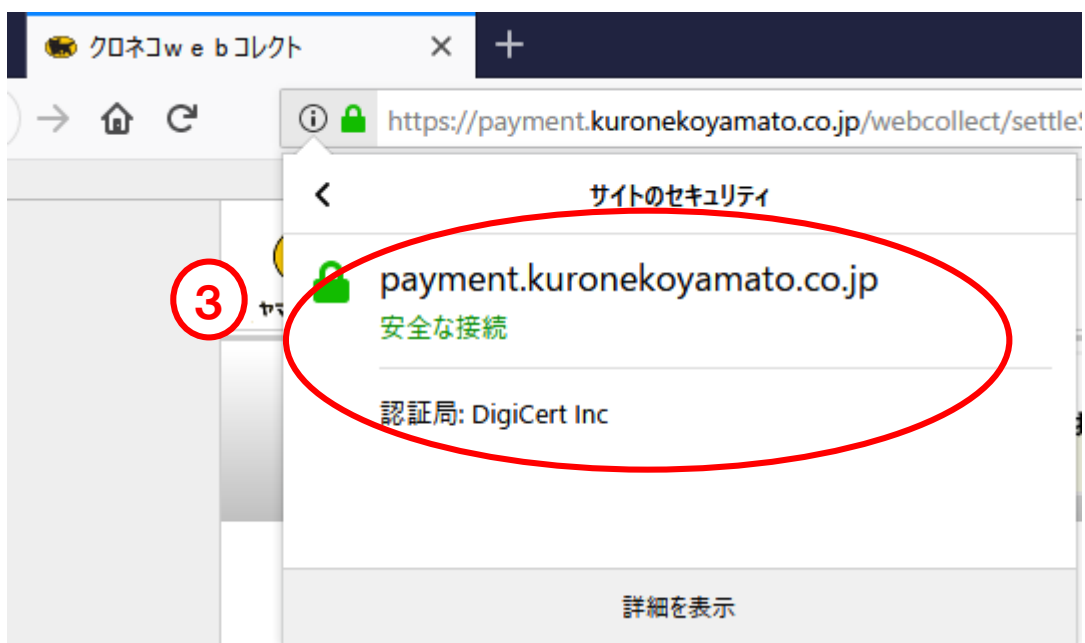 クロネコｗｅｂコレクト
https://payment.kuronekoyamato.co.jp/webcollect/settle
サイトのセキュリティ
③
ヤマ
payment.kuronekoyamato.co.jp
安全な接続
認証局: DigiCert Inc
詳細を表示